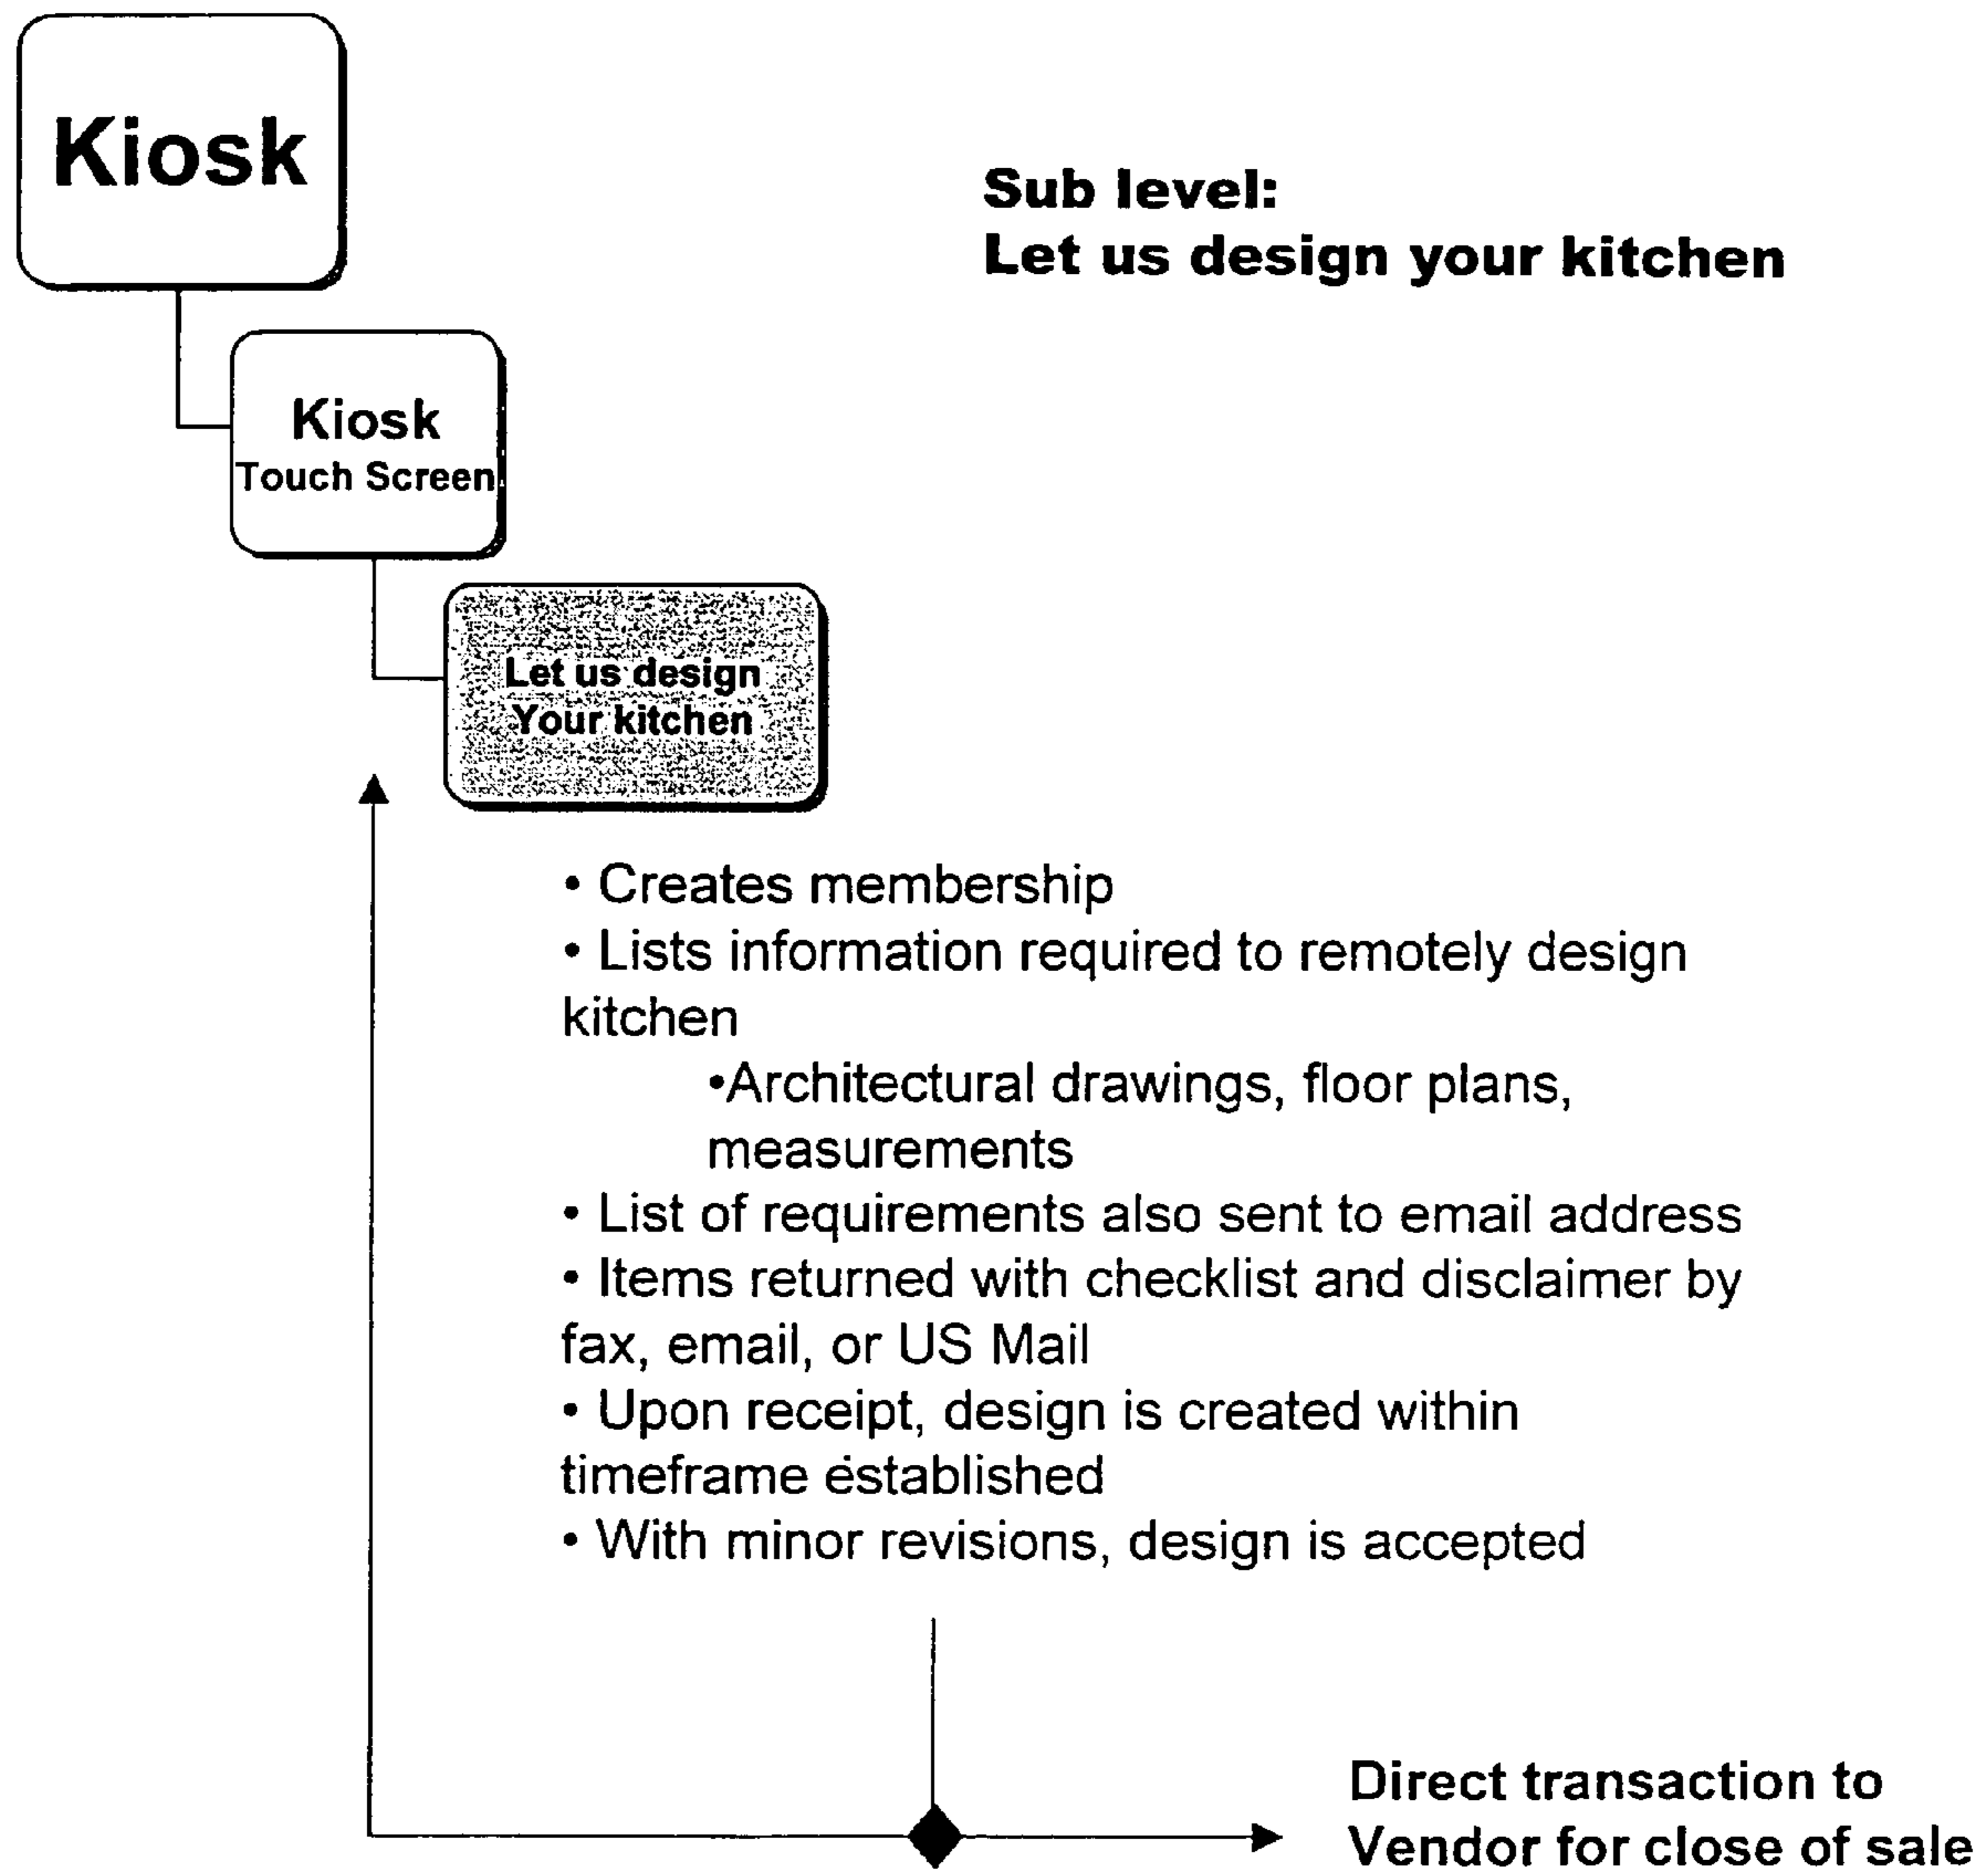 Kiosk
Sub level:
Let us design your kitchen
Kiosk
Touch Screen
Let us design
Your kitchen
• Creates membership
• Lists information required to remotely design
kitchen
•Architectural drawings, floor plans,
measurements
• List of requirements also sent to email address
• Items returned with checklist and disclaimer by
fax, email, or US Mail
• Upon receipt, design is created within
timeframe established
• With minor revisions, design is accepted
Direct transaction to
Vendor for close of sale